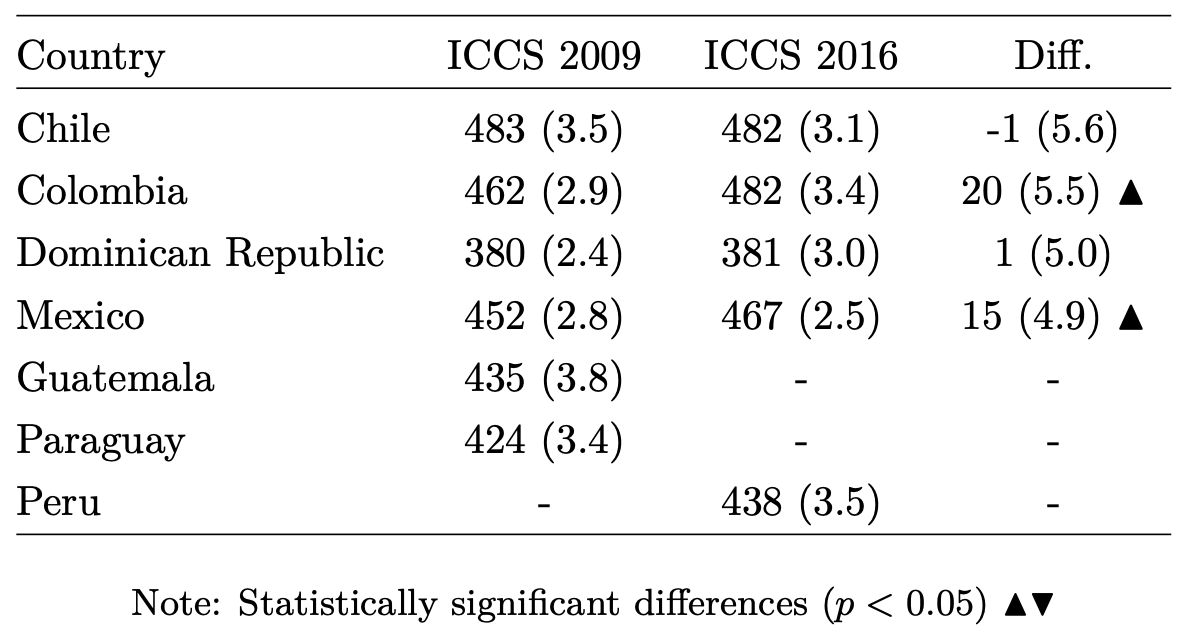 Country ICCS 2009 ICCS 2016 Diff.
Chile 483 (3.5) 482 (3.1) -1 (5.6)
Colombia 462 (2.9) 482 (3.4) 20 (5.5) ▲
Dominican Republic 380 (2.4) 381 (3.0) 1 (5.0)
Mexico 452 (2.8) 467 (2.5) 15 (4.9) ▲
Guatemala 435 (3.8) - -
Paraguay 424 (3.4) - -
Peru - 438 (3.5) -
Note: Statistically significant differences (p < 0.05) ▲▼